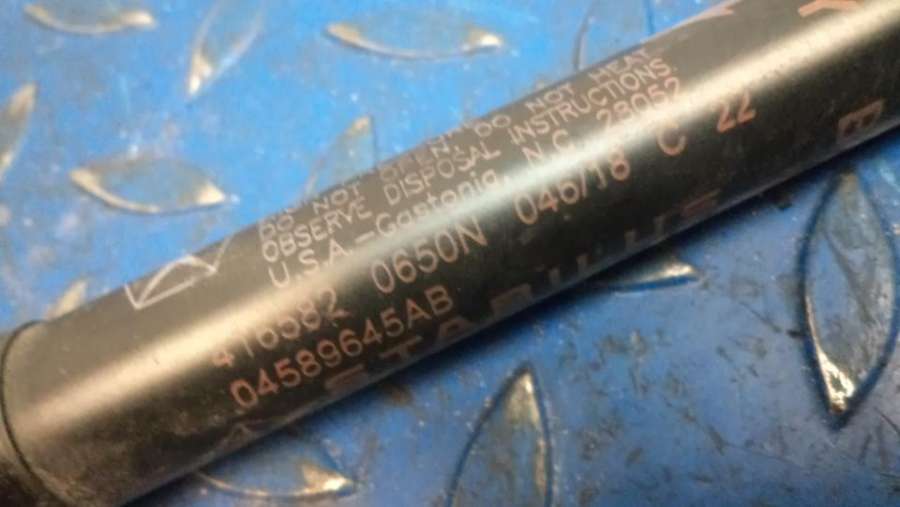 DO NOT OPEN, DO NOT HEAT
OBSERVE DISPOSAL INSTRUCTIONS.
U.S.A.-Gastonia, N.C. 28052
416582 0650N 046/18 C 22
04589645AB
STABILUS